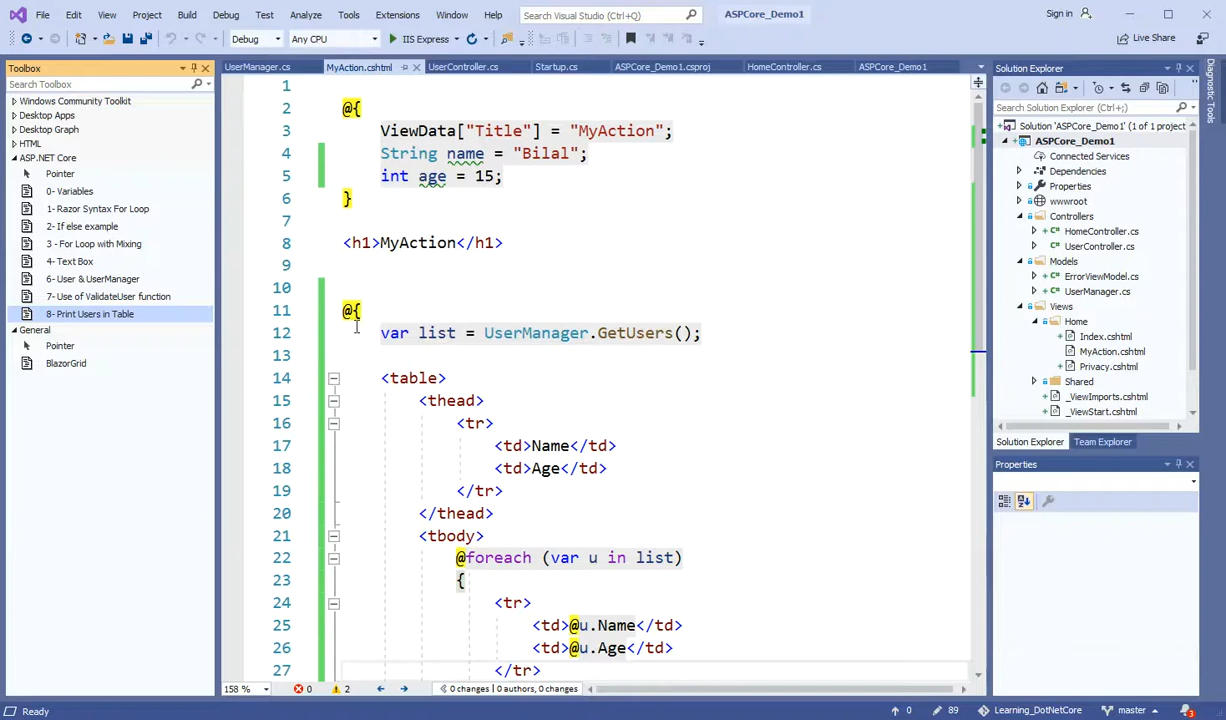 File Edit View Project Build Debug Test Analyze Tools Extensions Window Help Search Visual Studio (Ctrl+Q) ASPCore_Demo1 Sign in
Debug Any CPU IIS Express Live Share
Toolbox
Search Toolbox
Windows Community Toolkit
Desktop Apps
Desktop Graph
HTML
ASP.NET Core
Pointer
0- Variables
1- Razor Syntax For Loop
2- If else example
3 - For Loop with Mixing
4- Text Box
6- User & UserManager
7- Use of ValidateUser function
8- Print Users in Table
General
Pointer
BlazorGrid
UserManager.cs MyAction.cshtml UserController.cs Startup.cs ASPCore_Demo1.csproj HomeController.cs ASPCore_Demo1
1
2 @{
3 ViewData["Title"] = "MyAction";
4 String name = "Bilal";
5 int age = 15;
6 }
7
8 <h1>MyAction</h1>
9
10
11 @{
12 var list = UserManager.GetUsers();
13
14 <table>
15 <thead>
16 <tr>
17 <td>Name</td>
18 <td>Age</td>
19 </tr>
20 </thead>
21 <tbody>
22 @foreach (var u in list)
23 {
24 <tr>
25 <td>@u.Name</td>
26 <td>@u.Age</td>
27 </tr>
158 % 0 2 0 changes | 0 authors, 0 changes
Solution Explorer
Search Solution Explorer (Ctrl+;)
Solution 'ASPCore_Demo1' (1 of 1 project)
ASPCore_Demo1
Connected Services
Dependencies
Properties
wwwroot
Controllers
HomeController.cs
UserController.cs
Models
ErrorViewModel.cs
UserManager.cs
Views
Home
Index.cshtml
MyAction.cshtml
Privacy.cshtml
Shared
_ViewImports.cshtml
_ViewStart.cshtml
Solution Explorer Team Explorer
Properties
Diagnostic Tools
Ready 0 89 Learning_DotNetCore master 3